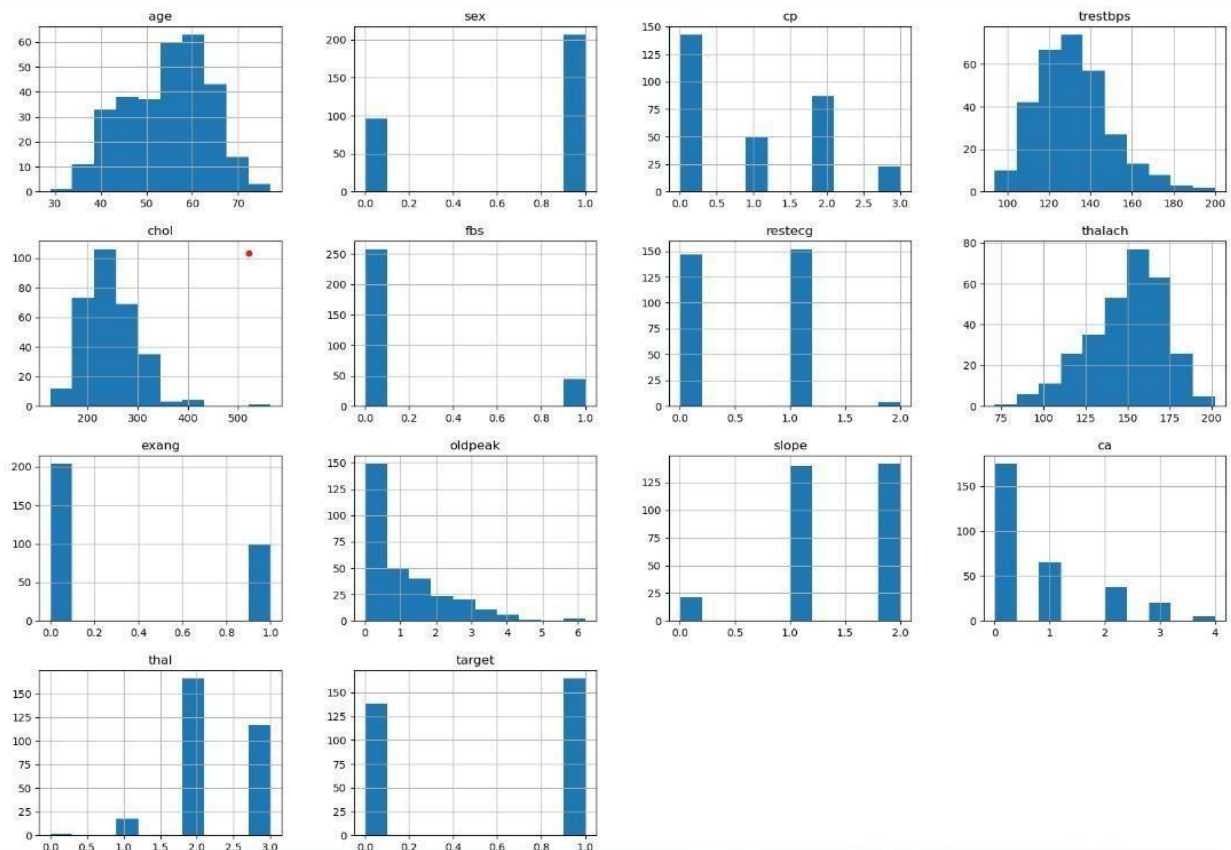 age sex cp trestbps
60 50 40 30 20 10 0
30 40 50 60 70
200 150 100 50 0
0.0 0.2 0.4 0.6 0.8 1.0
150 125 100 75 50 25 0
0.0 0.5 1.0 1.5 2.0 2.5 3.0
60 40 20 0
100 120 140 160 180 200
chol fbs restecg thalach
100 80 60 40 20 0
200 300 400 500
250 200 150 100 50 0
0.0 0.2 0.4 0.6 0.8 1.0
150 125 100 75 50 25 0
0.0 0.5 1.0 1.5 2.0
80 60 40 20 0
75 100 125 150 175 200
exang oldpeak slope ca
200 150 100 50 0
0.0 0.2 0.4 0.6 0.8 1.0
150 125 100 75 50 25 0
0 1 2 3 4 5 6
125 100 75 50 25 0
0.0 0.5 1.0 1.5 2.0
150 100 50 0
0 1 2 3 4
thal target
150 125 100 75 50 25 0
0.0 0.5 1.0 1.5 2.0 2.5 3.0
150 125 100 75 50 25 0
0.0 0.2 0.4 0.6 0.8 1.0